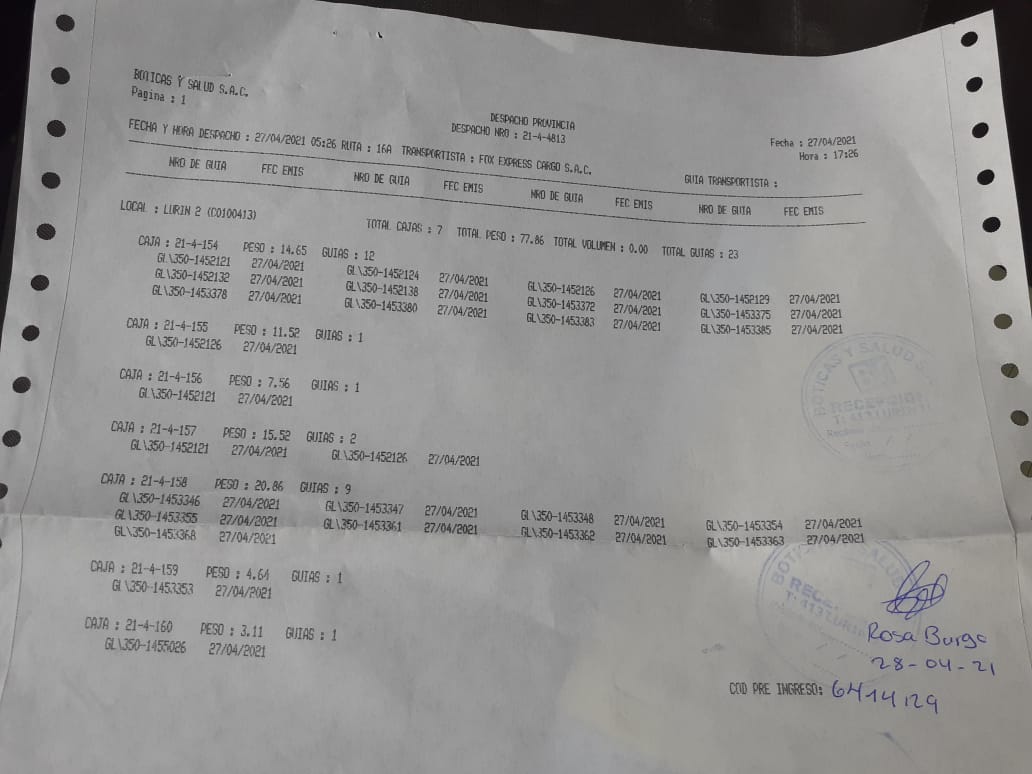 BOTICAS Y SALUD S.A.C.
Pagina : 1
DESPACHO PROVINCIA
DESPACHO NRO : 21-4-4813
Fecha : 27/04/2021
Hora : 17:26
FECHA Y HORA DESPACHO : 27/04/2021 05:26 RUTA : 16A TRANSPORTISTA : FOX EXPRESS CARGO S.A.C. GUIA TRANSPORTISTA :
NRO DE GUIA FEC EMIS NRO DE GUIA FEC EMIS NRO DE GUIA FEC EMIS NRO DE GUIA FEC EMIS
LOCAL : LURIN 2 (C0100413) TOTAL CAJAS : 7 TOTAL PESO : 77.86 TOTAL VOLUMEN : 0.00 TOTAL GUIAS : 23
CAJA : 21-4-154 PESO : 14.65 GUIAS : 12
GL\350-1452121 27/04/2021 GL\350-1452124 27/04/2021 GL\350-1452126 27/04/2021 GL\350-1452129 27/04/2021
GL\350-1452132 27/04/2021 GL\350-1452138 27/04/2021 GL\350-1453372 27/04/2021 GL\350-1453375 27/04/2021
GL\350-1453378 27/04/2021 GL\350-1453380 27/04/2021 GL\350-1453383 27/04/2021 GL\350-1453385 27/04/2021
CAJA : 21-4-155 PESO : 11.52 GUIAS : 1
GL\350-1452126 27/04/2021
CAJA : 21-4-156 PESO : 7.56 GUIAS : 1
GL\350-1452121 27/04/2021
CAJA : 21-4-157 PESO : 15.52 GUIAS : 2
GL\350-1452121 27/04/2021 GL\350-1452126 27/04/2021
CAJA : 21-4-158 PESO : 20.86 GUIAS : 9
GL\350-1453346 27/04/2021 GL\350-1453347 27/04/2021 GL\350-1453348 27/04/2021 GL\350-1453354 27/04/2021
GL\350-1453355 27/04/2021 GL\350-1453361 27/04/2021 GL\350-1453362 27/04/2021 GL\350-1453363 27/04/2021
GL\350-1453368 27/04/2021
CAJA : 21-4-159 PESO : 4.64 GUIAS : 1
GL\350-1453353 27/04/2021
CAJA : 21-4-160 PESO : 3.11 GUIAS : 1
GL\350-1455026 27/04/2021
BOTICAS Y SALUD
RECEPCION
Rosa Burga
28-04-21
COD PRE INGRESO: 6414129